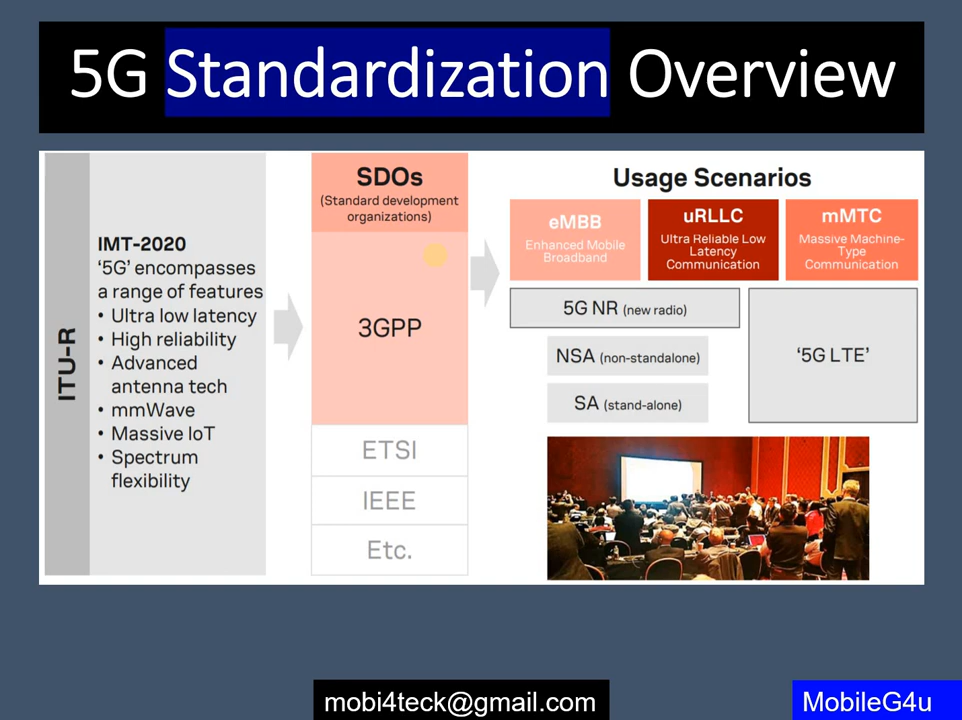 5G Standardization Overview
ITU-R
IMT-2020
‘5G’ encompasses
a range of features
• Ultra low latency
• High reliability
• Advanced
antenna tech
• mmWave
• Massive IoT
• Spectrum
flexibility
SDOs
(Standard development
organizations)
3GPP
ETSI
IEEE
Etc.
Usage Scenarios
eMBB
Enhanced Mobile
Broadband
uRLLC
Ultra Reliable Low
Latency
Communication
mMTC
Massive Machine-
Type
Communication
5G NR (new radio)
NSA (non-standalone)
SA (stand-alone)
‘5G LTE’
mobi4teck@gmail.com
MobileG4u